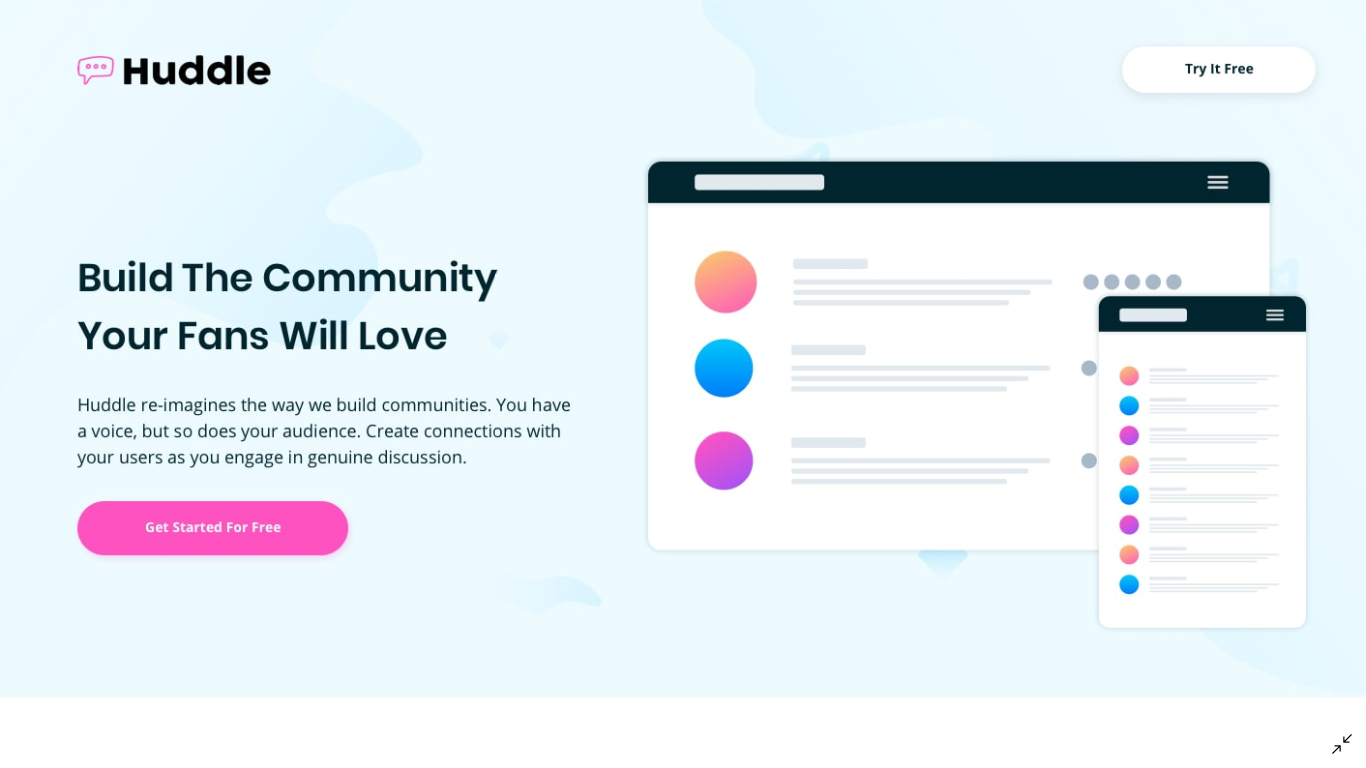 Huddle
Try It Free
Build The Community
Your Fans Will Love
Huddle re-imagines the way we build communities. You have
a voice, but so does your audience. Create connections with
your users as you engage in genuine discussion.
Get Started For Free